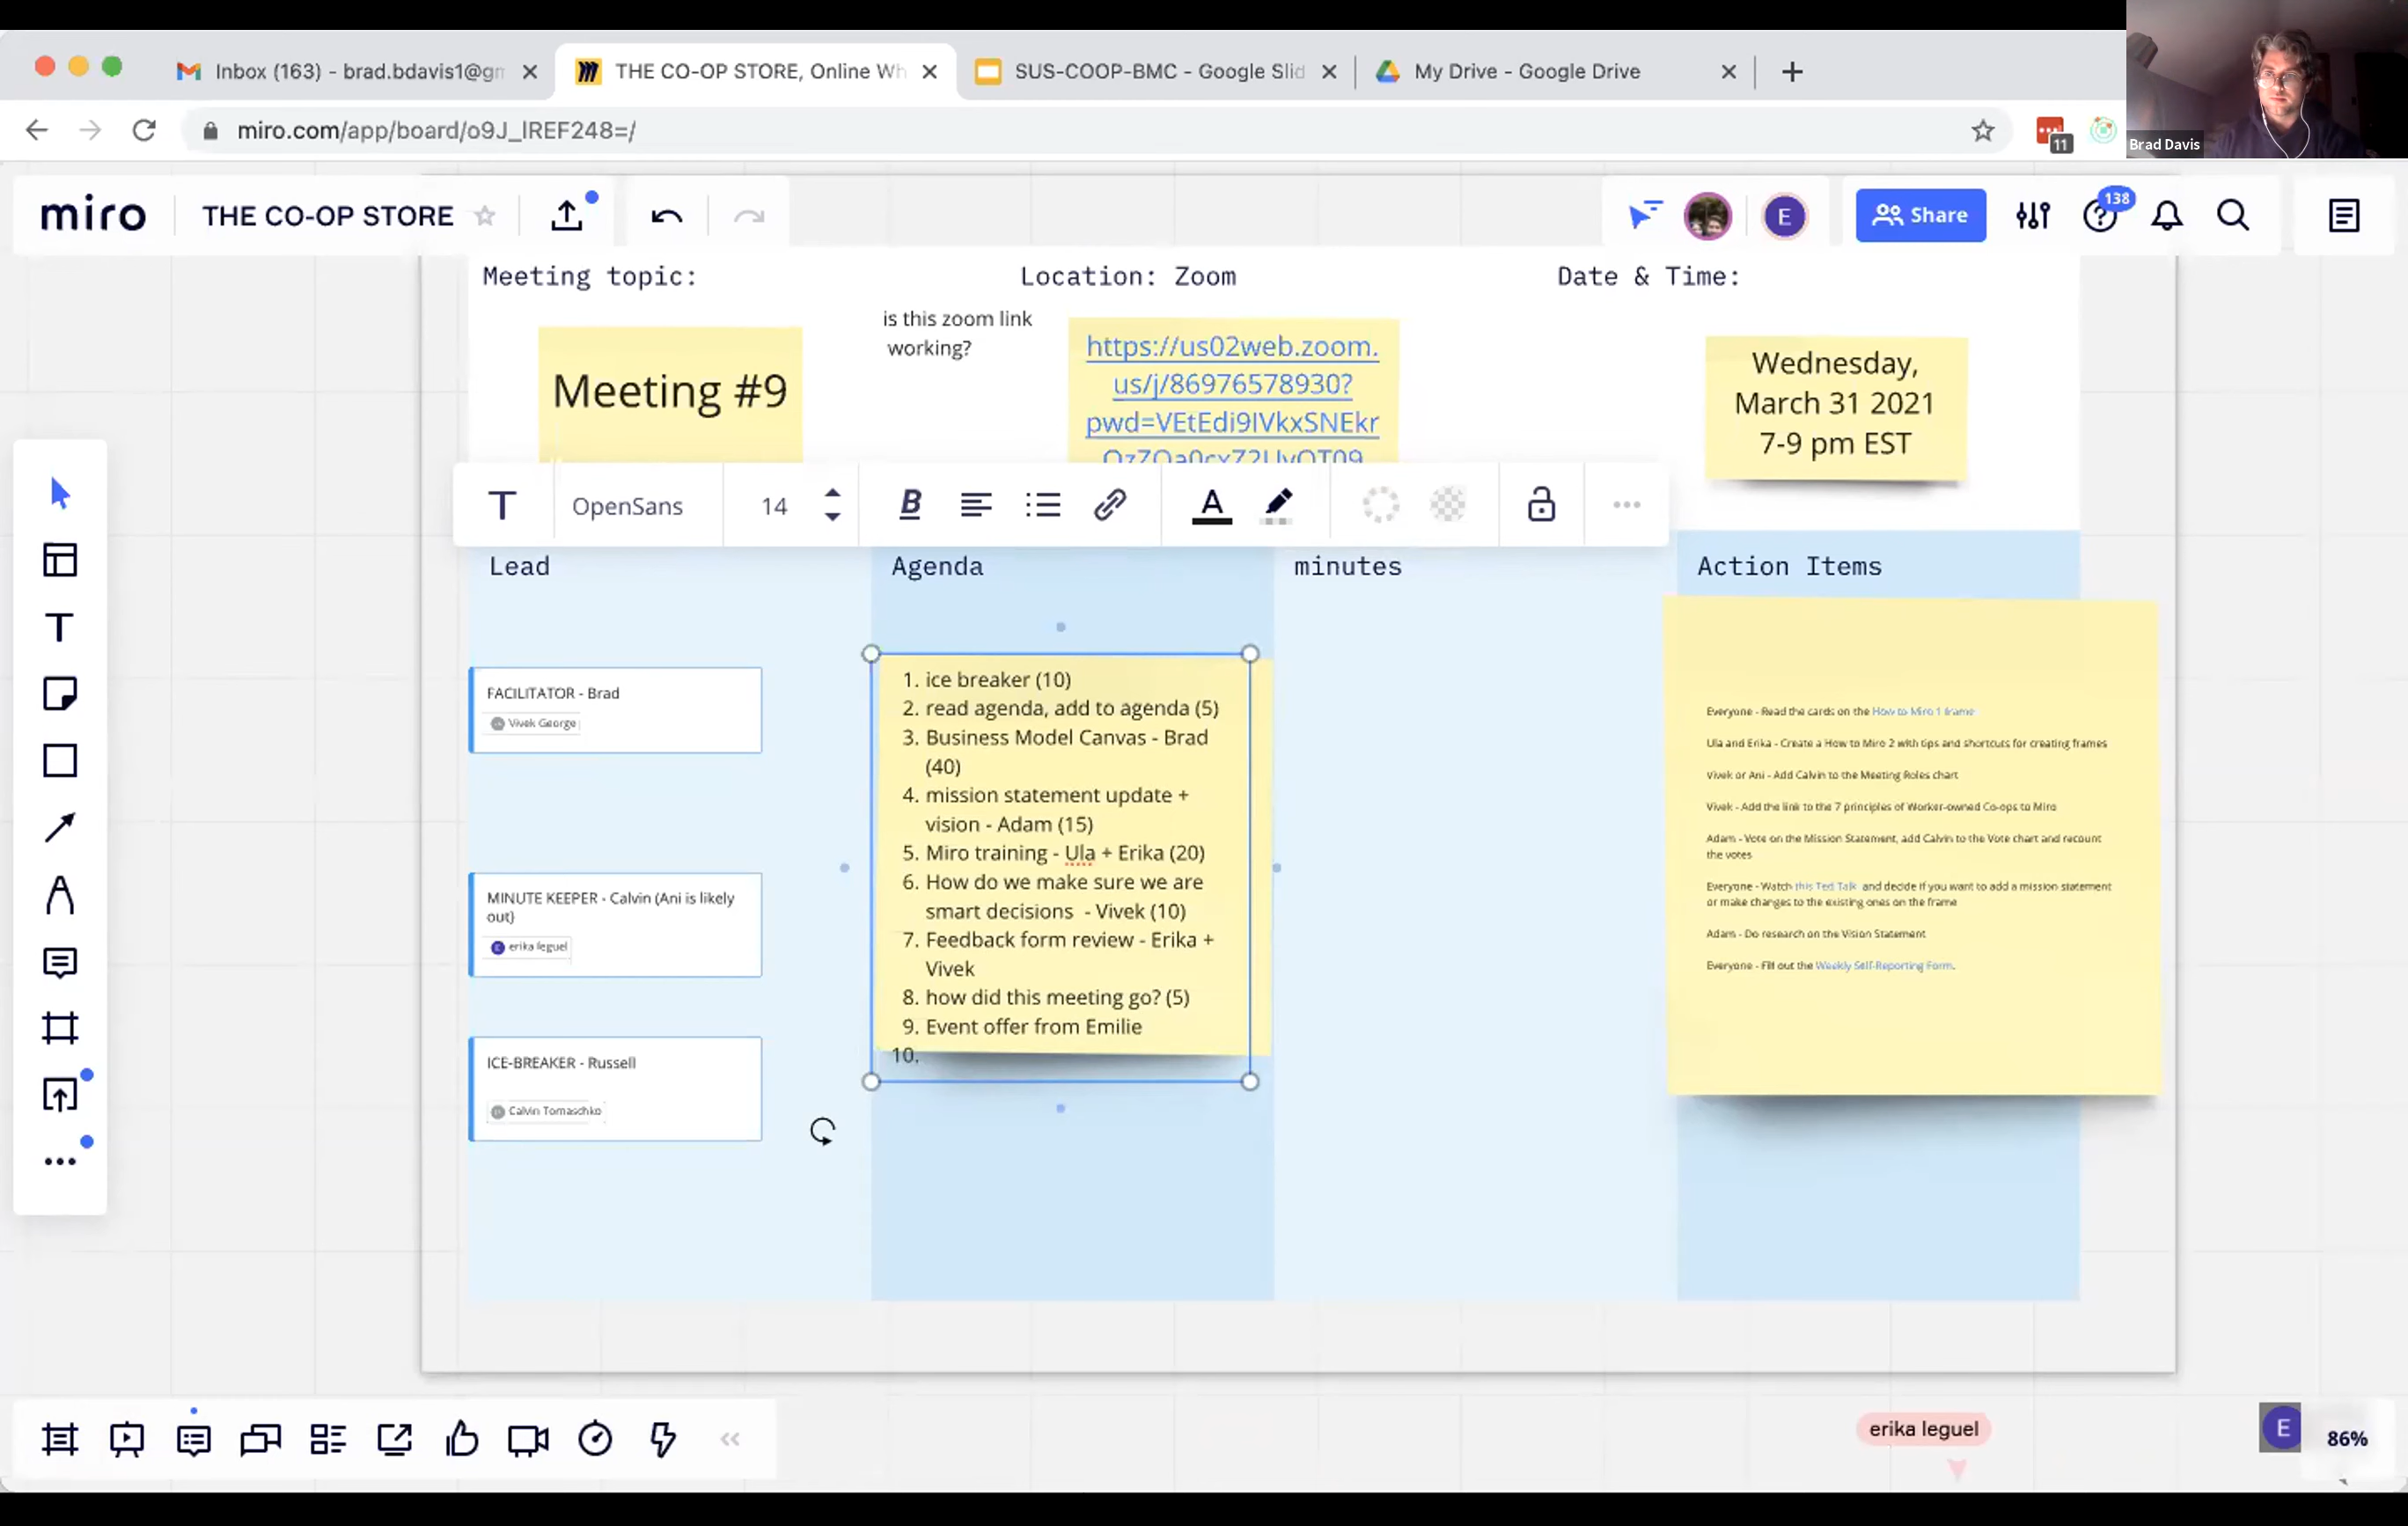 Inbox (163) - brad.bdavis1@gm
THE CO-OP STORE, Online Wh
SUS-COOP-BMC - Google Slid
My Drive - Google Drive
miro.com/app/board/o9J_lREF248=/
11
Brad Davis
miro
THE CO-OP STORE
E
Share
138
Meeting topic:
Location: Zoom
Date & Time:
is this zoom link
working?
Meeting #9
https://us02web.zoom.
us/j/86976578930?
pwd=VEtEdi9IVkxSNEkr
Wednesday,
March 31 2021
7-9 pm EST
OpenSans
14
B
A
Lead
Agenda
minutes
Action Items
FACILITATOR - Brad
Vivek George
MINUTE KEEPER - Calvin (Ani is likely
out)
erika leguel
ICE-BREAKER - Russell
Calvin Tomaschko
1. ice breaker (10)
2. read agenda, add to agenda (5)
3. Business Model Canvas - Brad
(40)
4. mission statement update +
vision - Adam (15)
5. Miro training - Ula + Erika (20)
6. How do we make sure we are
smart decisions - Vivek (10)
7. Feedback form review - Erika +
Vivek
8. how did this meeting go? (5)
9. Event offer from Emilie
10.
Everyone - Read the cards on the How to Miro 1 frame
Ula and Erika - Create a How to Miro 2 with tips and shortcuts for creating frames
Vivek or Ani - Add Calvin to the Meeting Roles chart
Vivek - Add the link to the 7 principles of Worker-owned Co-ops to Miro
Adam - Vote on the Mission Statement, add Calvin to the Vote chart and recount
the votes
Everyone - Watch this Ted Talk and decide if you want to add a mission statement
or make changes to the existing ones on the frame
Adam - Do research on the Vision Statement
Everyone - Fill out the Weekly Self-Reporting Form.
erika leguel
E
86%